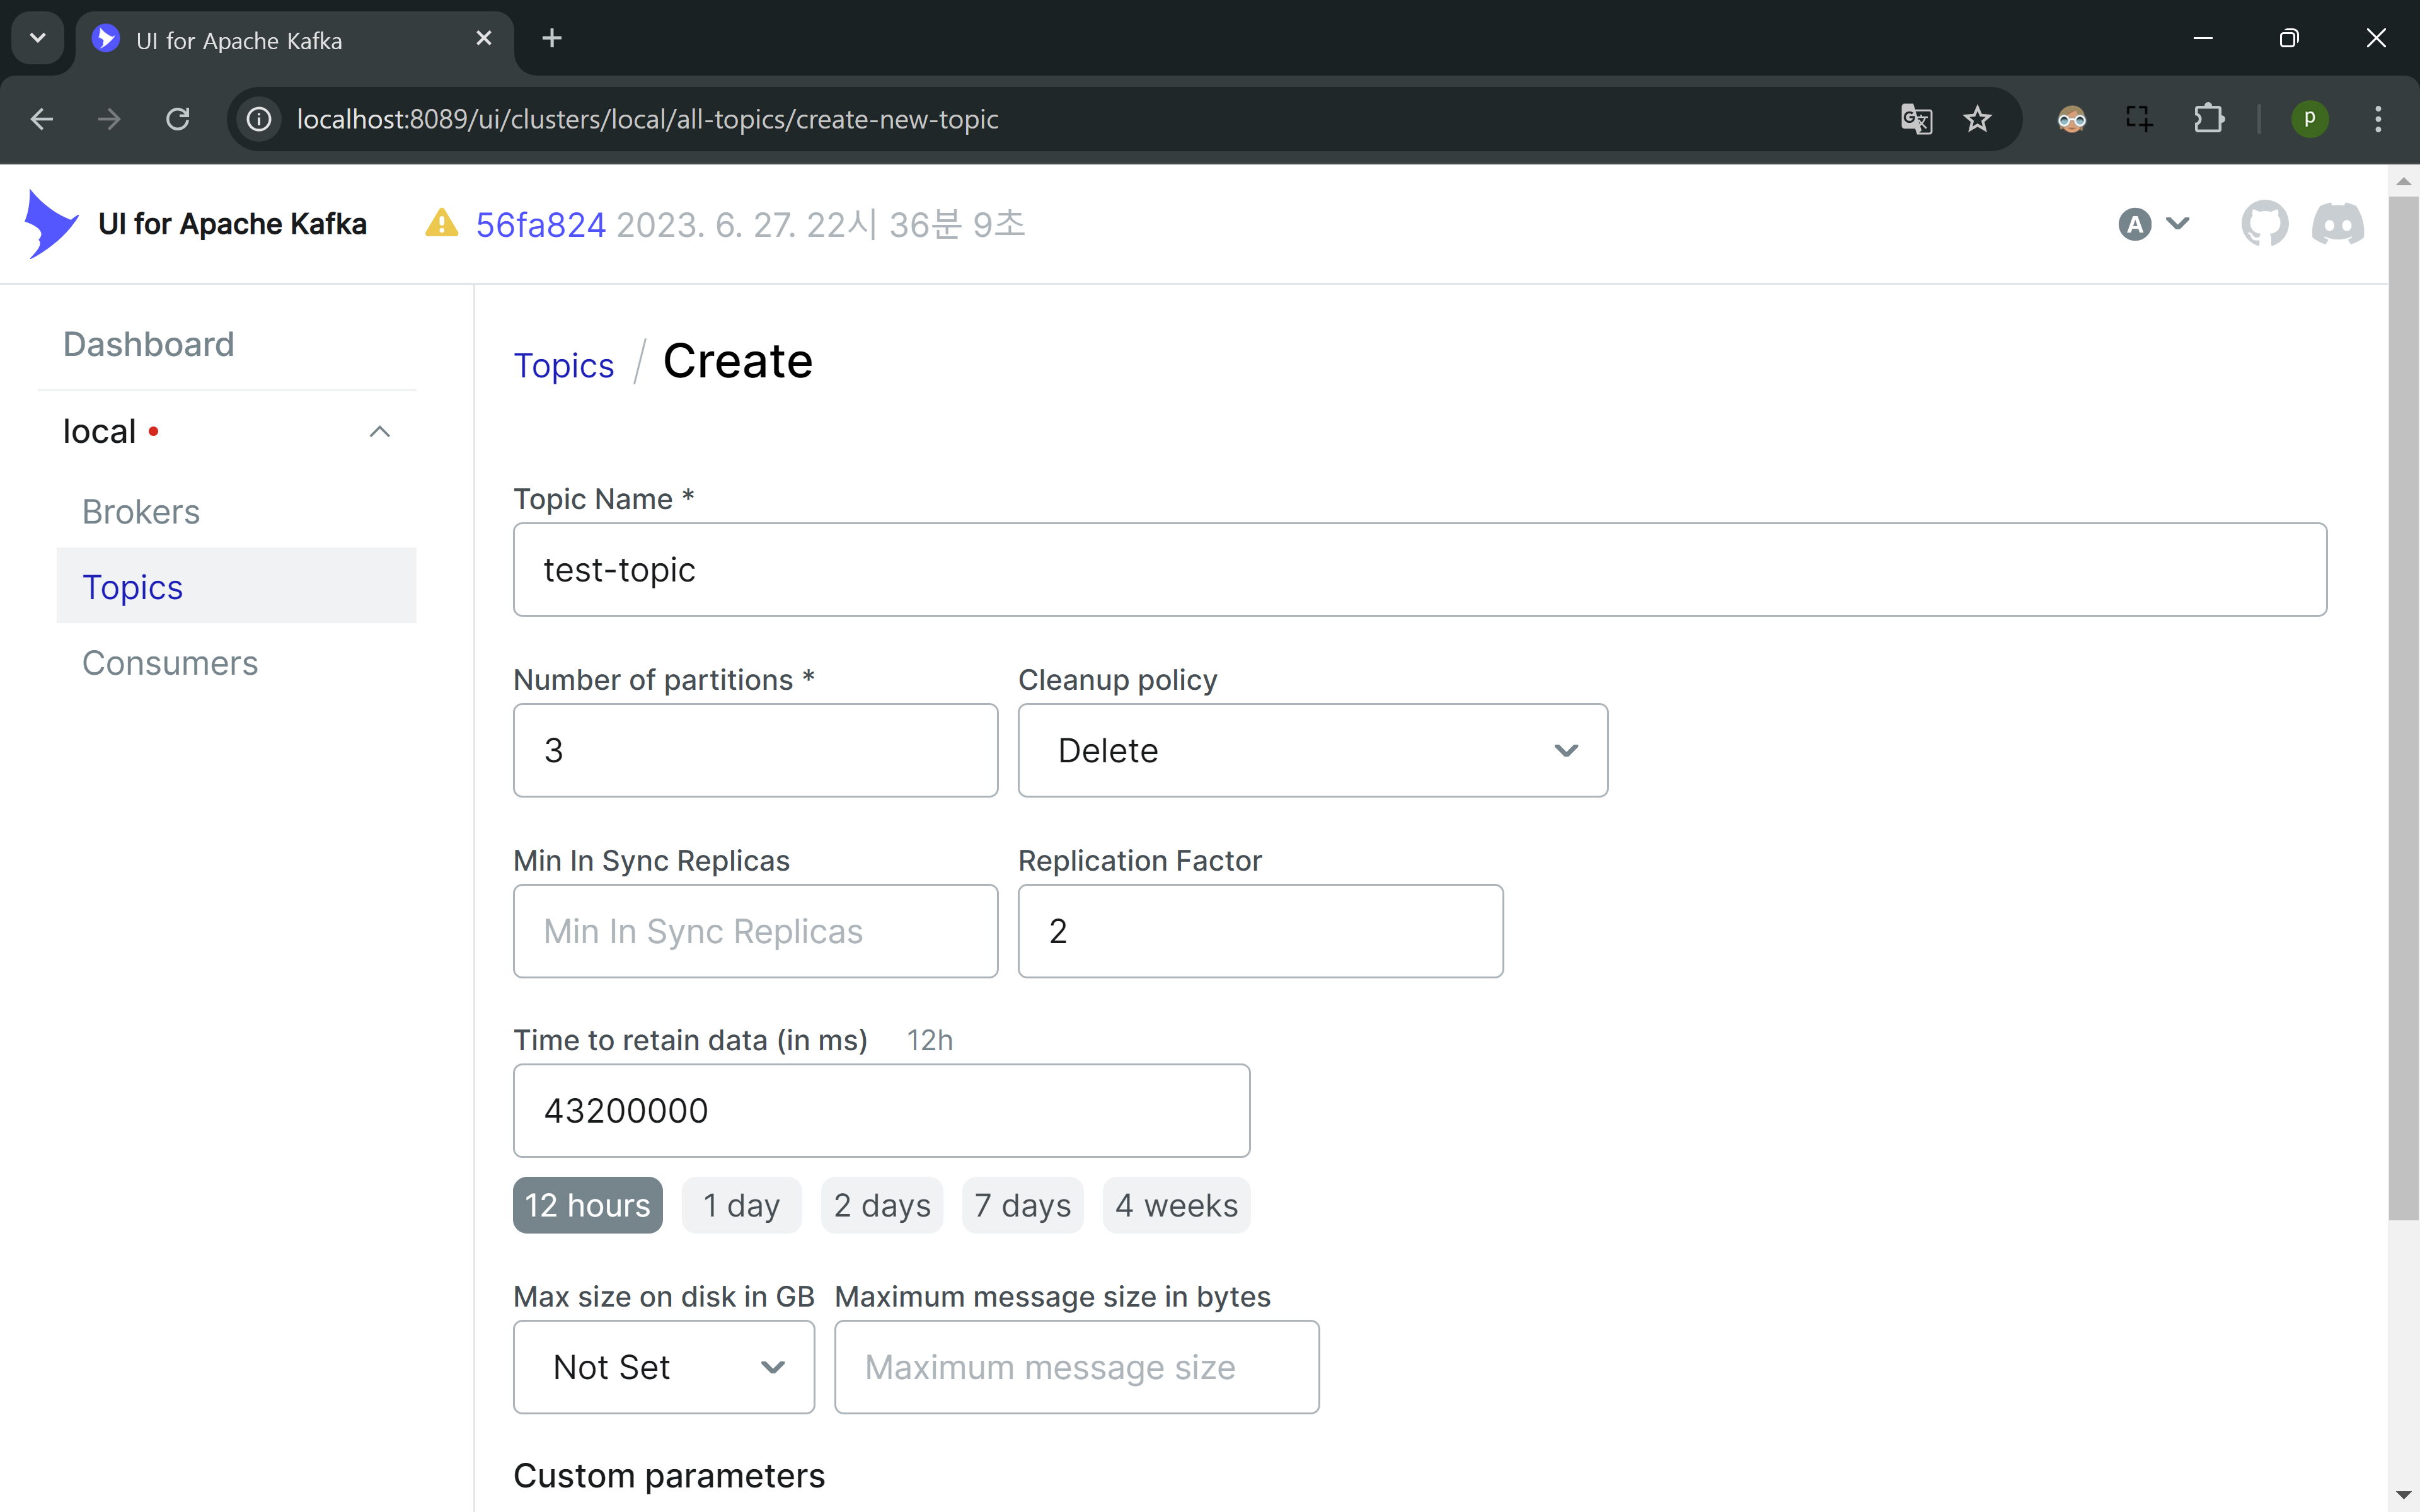 UI for Apache Kafka
localhost:8089/ui/clusters/local/all-topics/create-new-topic
p
UI for Apache Kafka
56fa824 2023. 6. 27. 22시 36분 9초
A
Dashboard
local
Brokers
Topics
Consumers
Topics / Create
Topic Name *
test-topic
Number of partitions *
Cleanup policy
3
Delete
Min In Sync Replicas
Replication Factor
Min In Sync Replicas
2
Time to retain data (in ms) 12h
43200000
12 hours
1 day
2 days
7 days
4 weeks
Max size on disk in GB
Maximum message size in bytes
Not Set
Maximum message size
Custom parameters